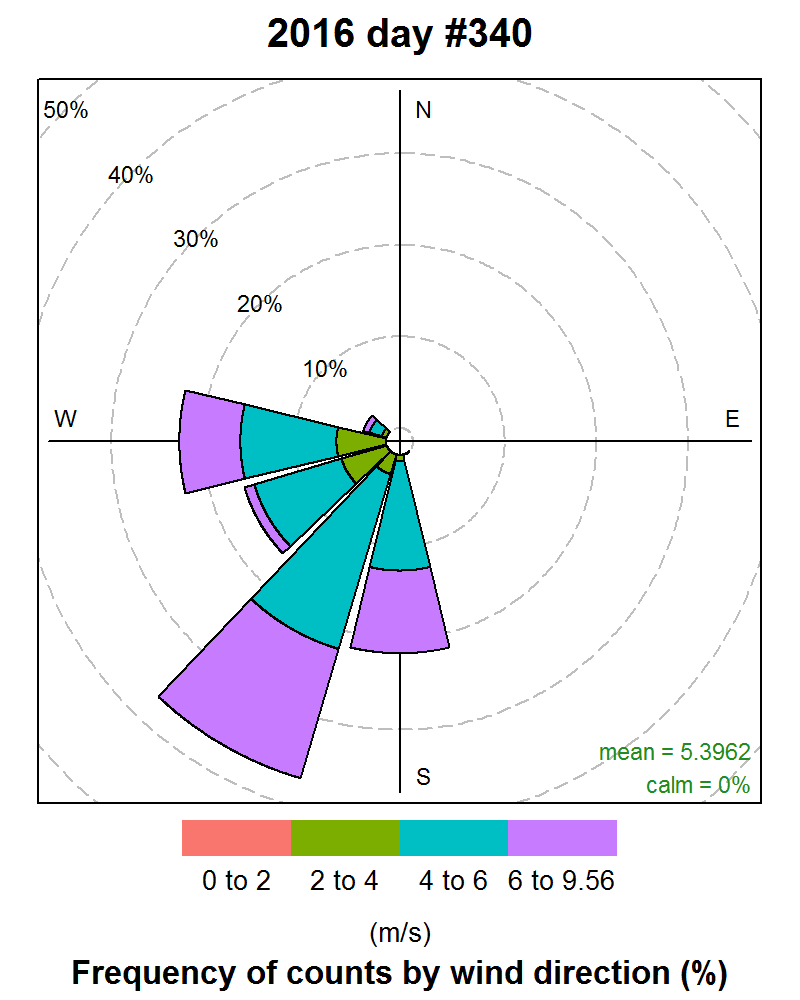 2016 day #340
50%
N
40%
30%
20%
10%
W
E
S
mean = 5.3962
calm = 0%
0 to 2 2 to 4 4 to 6 6 to 9.56
(m/s)
Frequency of counts by wind direction (%)